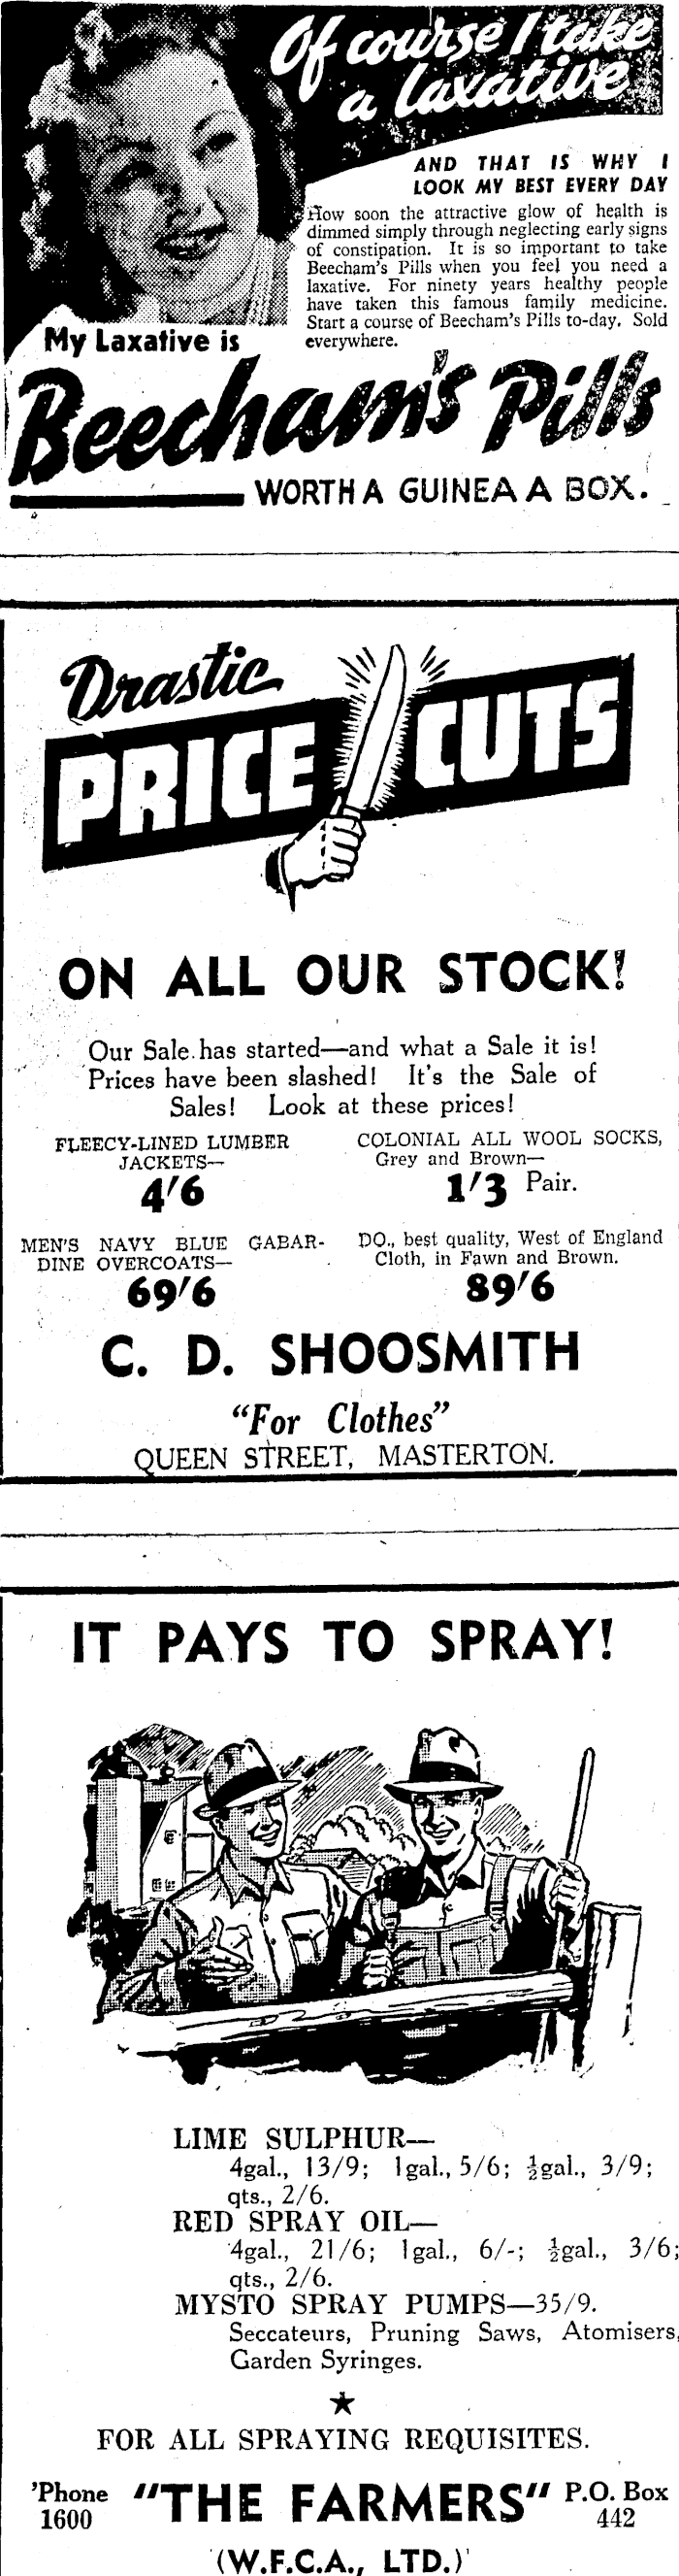 Of course I take
a laxative
AND THAT IS WHY I
LOOK MY BEST EVERY DAY
How soon the attractive glow of health is
dimmed simply through neglecting early signs
of constipation. It is so important to take
Beecham's Pills when you feel you need a
laxative. For ninety years healthy people
have taken this famous family medicine.
Start a course of Beecham's Pills to-day. Sold
everywhere.
My Laxative is
Beecham's Pills
WORTH A GUINEA A BOX.
Drastic
PRICE CUTS
ON ALL OUR STOCK!
Our Sale has started—and what a Sale it is!
Prices have been slashed! It's the Sale of
Sales! Look at these prices!
FLEECY-LINED LUMBER
JACKETS—
4'6
COLONIAL ALL WOOL SOCKS,
Grey and Brown—
1'3 Pair.
MEN'S NAVY BLUE GABAR-
DINE OVERCOATS—
69'6
DO., best quality, West of England
Cloth, in Fawn and Brown.
89'6
C. D. SHOOSMITH
"For Clothes"
QUEEN STREET, MASTERTON.
IT PAYS TO SPRAY!
LIME SULPHUR—
4gal., 13/9; 1gal., 5/6; ½gal., 3/9;
qts., 2/6.
RED SPRAY OIL—
4gal., 21/6; 1gal., 6/-; ½gal., 3/6;
qts., 2/6.
MYSTO SPRAY PUMPS—35/9.
Seccateurs, Pruning Saws, Atomisers,
Garden Syringes.
FOR ALL SPRAYING REQUISITES.
'Phone
1600
"THE FARMERS"
P.O. Box
442
(W.F.C.A., LTD.)